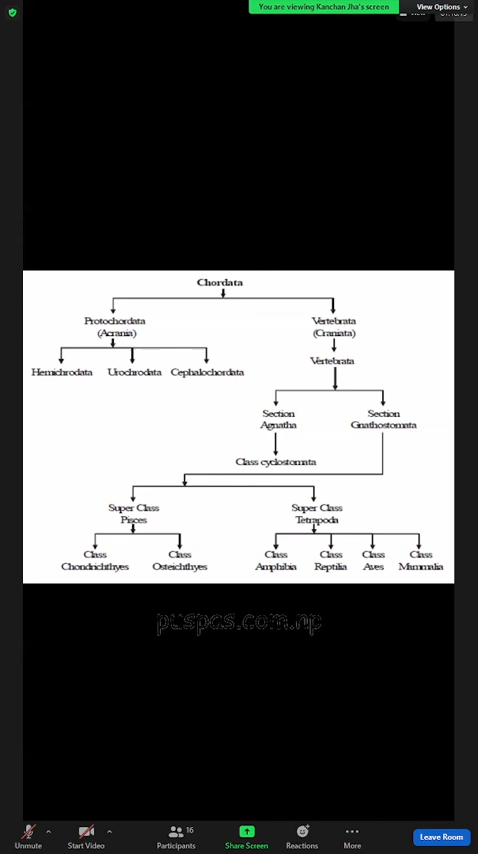 You are viewing Kanchan Jha's screen
View Options
View
Chordata
Protochordata
(Acrania)
Vertebrata
(Craniata)
Hemichrodata
Urochrodata
Cephalochordata
Vertebrata
Section
Agnatha
Section
Gnathostomata
Class cyclostomata
Super Class
Pisces
Super Class
Tetrapoda
Class
Chondrichthyes
Class
Osteichthyes
Class
Amphibia
Class
Reptilia
Class
Aves
Class
Mammalia
puspas.com.np
Unmute
Start Video
16
Participants
Share Screen
Reactions
More
Leave Room